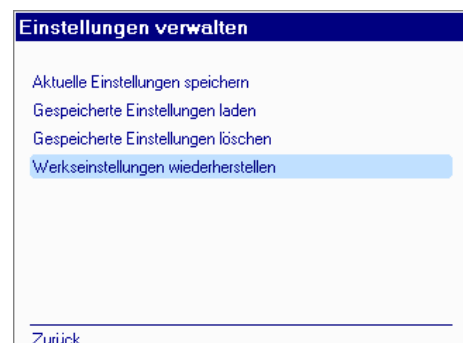 Einstellungen verwalten
Aktuelle Einstellungen speichern
Gespeicherte Einstellungen laden
Gespeicherte Einstellungen löschen
Werkseinstellungen wiederherstellen
Zurück